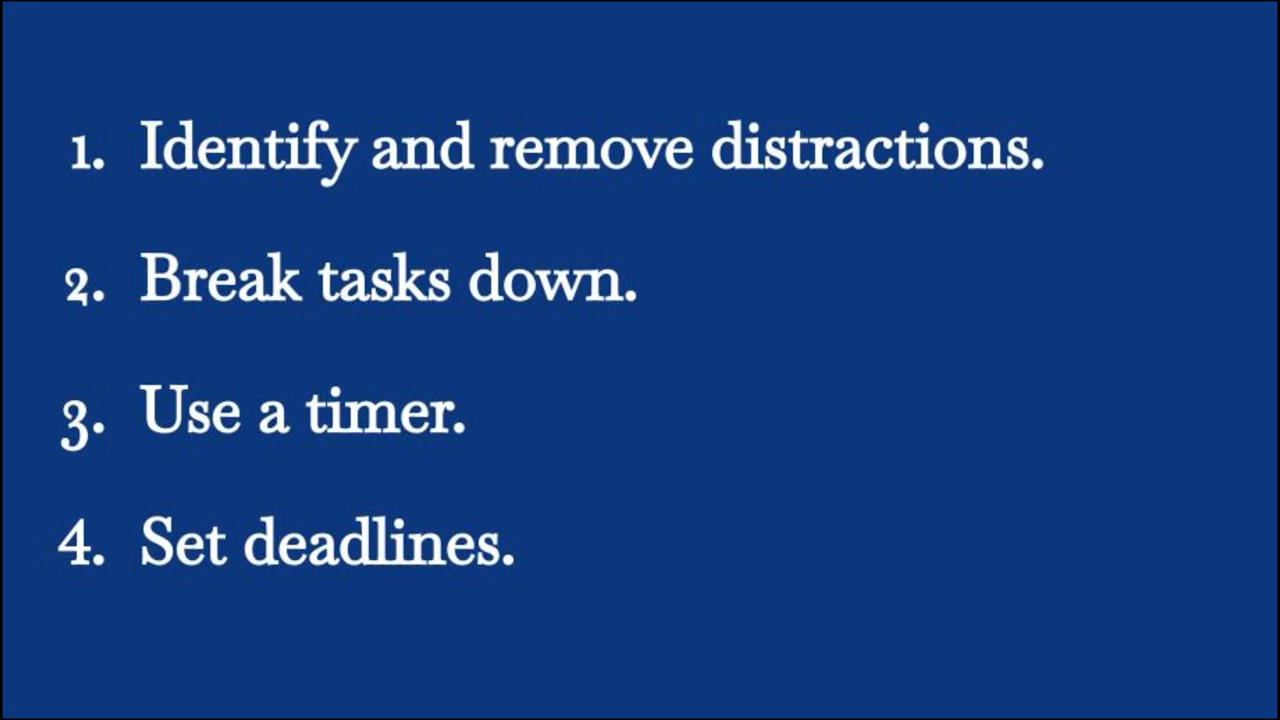 1. Identify and remove distractions.
2. Break tasks down.
3. Use a timer.
4. Set deadlines.